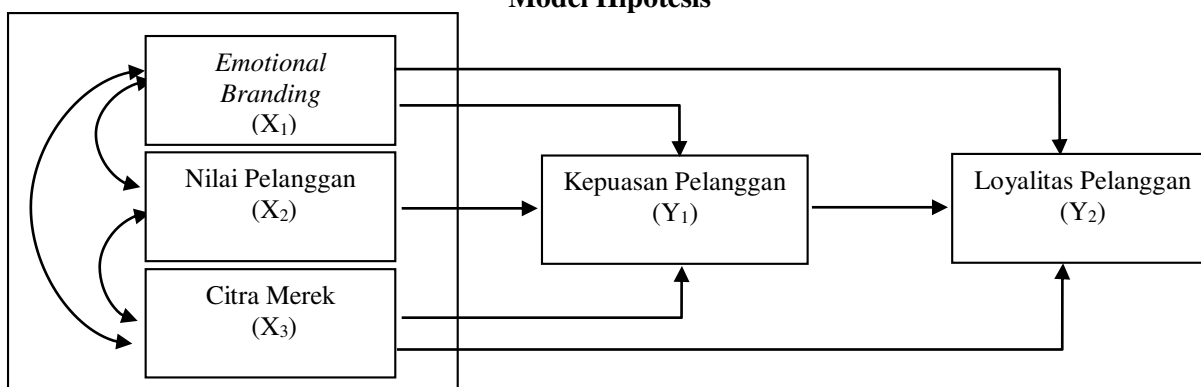 Model Hipotesis
Emotional
Branding
(X₁)
Nilai Pelanggan
(X₂)
Citra Merek
(X₃)
Kepuasan Pelanggan
(Y₁)
Loyalitas Pelanggan
(Y₂)